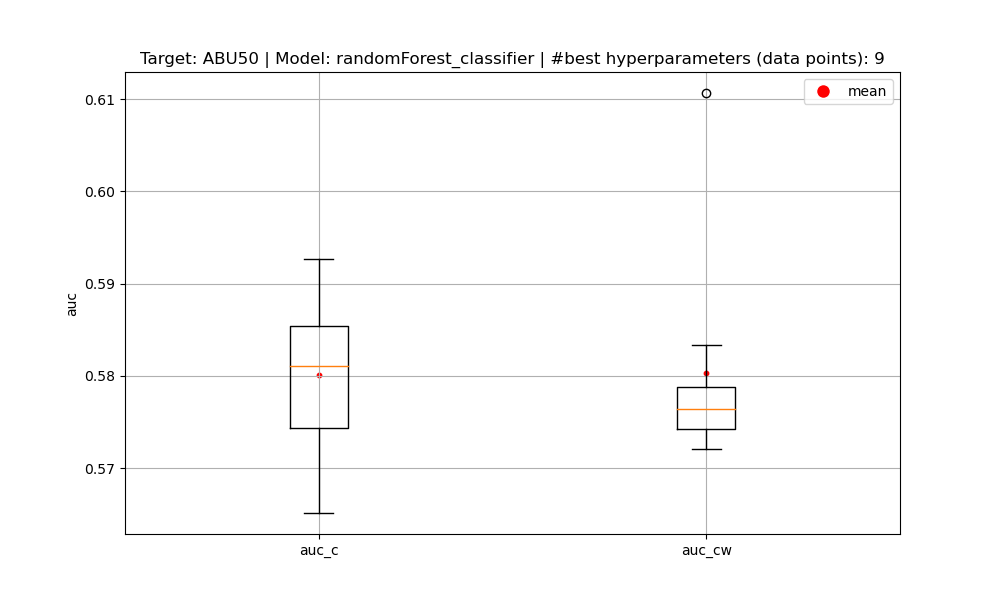 Target: ABU50 | Model: randomForest_classifier | #best hyperparameters (data points): 9
mean
0.61
0.60
0.59
0.58
0.57
auc
auc_c
auc_cw